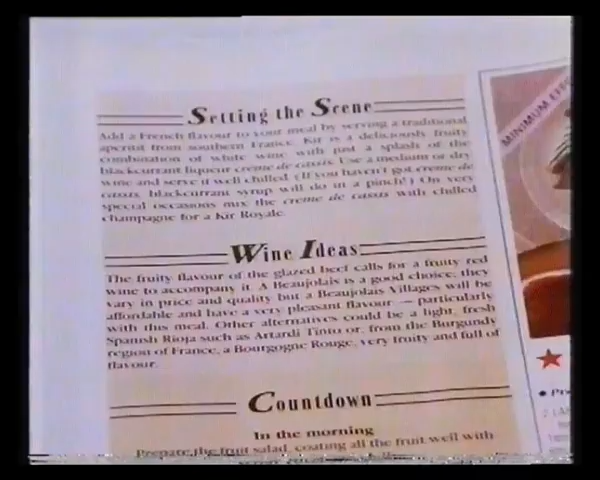 Setting the Scene
Add a French flavour to your meal by serving a traditional
aperitif from southern France. Kir is a deliciously fruity
combination of white wine with just a splash of the
blackcurrant liqueur creme de cassis. Use a medium or dry
wine and serve it well chilled. (If you haven't got creme de
cassis, blackcurrant syrup will do in a pinch!) On very
special occasions mix the creme de cassis with chilled
champagne for a Kir Royale.
Wine Ideas
The fruity flavour of the glazed beef calls for a fruity red
wine to accompany it. A Beaujolais is a good choice; they
vary in price and quality but a Beaujolais Villages will be
affordable and have a very pleasant flavour — particularly
with this meal. Other alternatives could be a light, fresh
Spanish Rioja such as Artardi Tinto or, from the Burgundy
region of France, a Bourgogne Rouge, very fruity and full of
flavour.
Countdown
In the morning
Prepare the fruit salad, coating all the fruit well with
MINIMUM